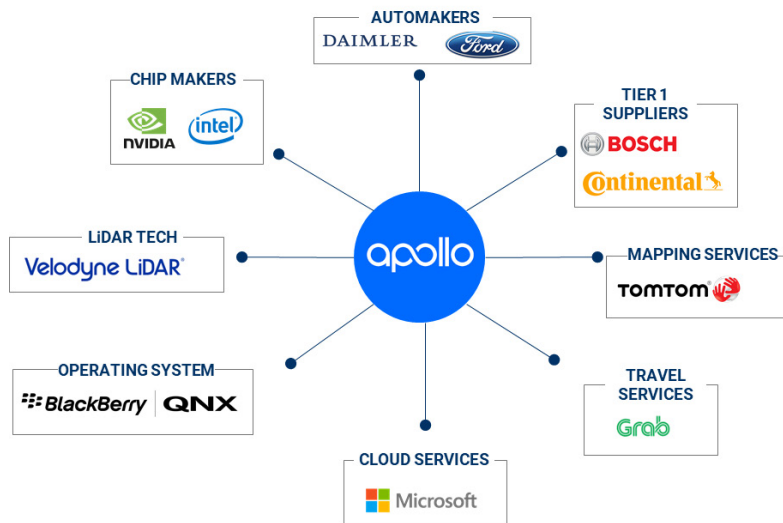 AUTOMAKERS
DAIMLER Ford
CHIP MAKERS
NVIDIA intel
TIER 1
SUPPLIERS
BOSCH
Continental
LiDAR TECH
Velodyne LiDAR
apollo
MAPPING SERVICES
TOMTOM
OPERATING SYSTEM
BlackBerry QNX
TRAVEL
SERVICES
Grab
CLOUD SERVICES
Microsoft